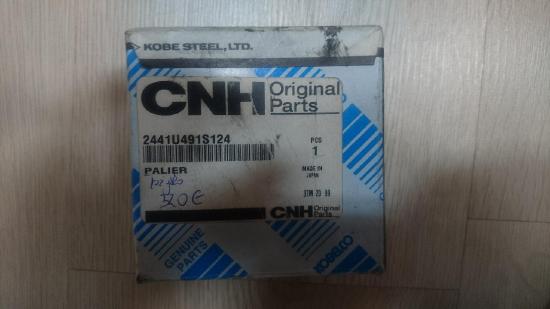 KOBE STEEL, LTD.
CNH Original Parts
2441U491S124
PCS
1
PALIER
MADE IN
JAPAN
CNH Original Parts
GENUINE
PARTS
KOBELCO